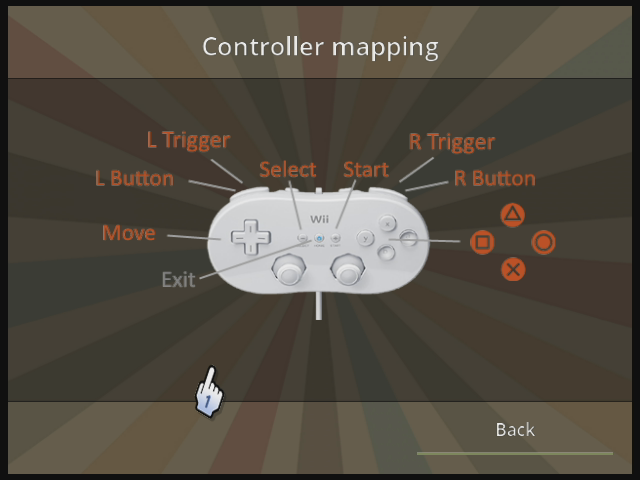 Controller mapping
L Trigger
R Trigger
L Button
Select
Start
R Button
Wii
Move
Exit
1
Back